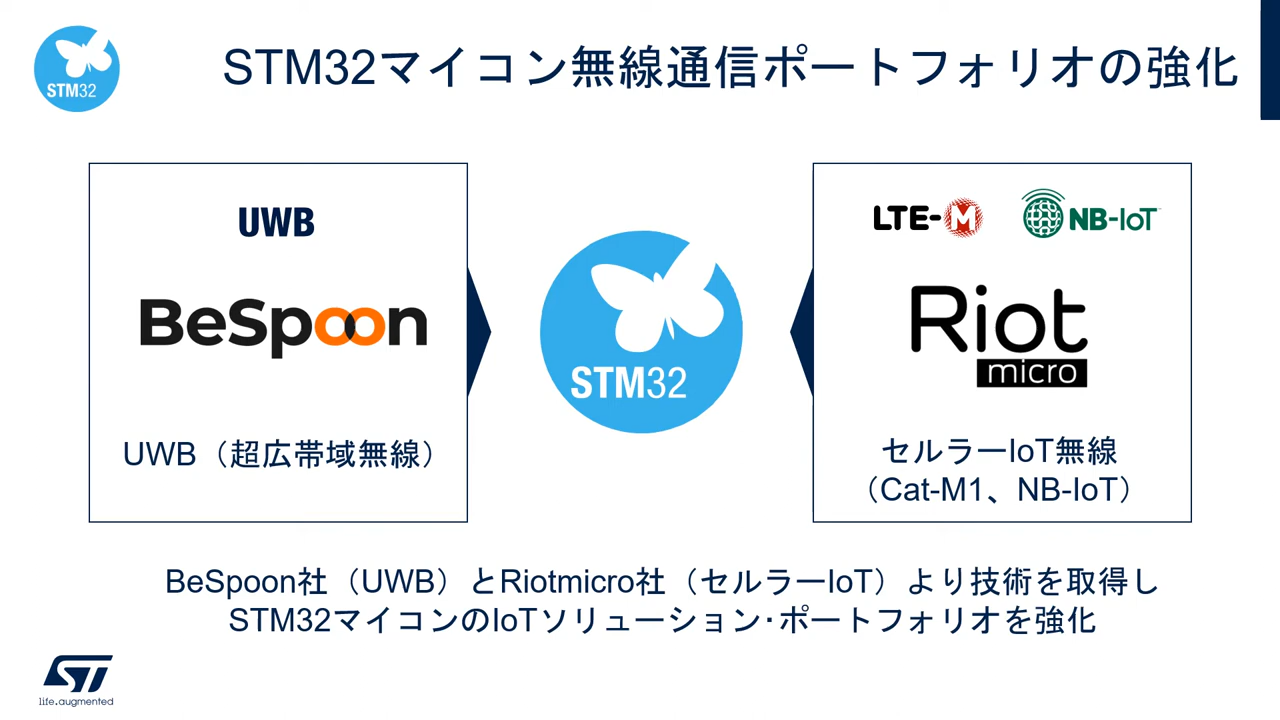 STM32
STM32マイコン無線通信ポートフォリオの強化
UWB
BeSpoon
UWB（超広帯域無線）
STM32
LTE-M
NB-IoT
Riot
micro
セルラーIoT無線
（Cat-M1、NB-IoT）
BeSpoon社（UWB）とRiotmicro社（セルラーIoT）より技術を取得し
STM32マイコンのIoTソリューション･ポートフォリオを強化
ST
life.augmented